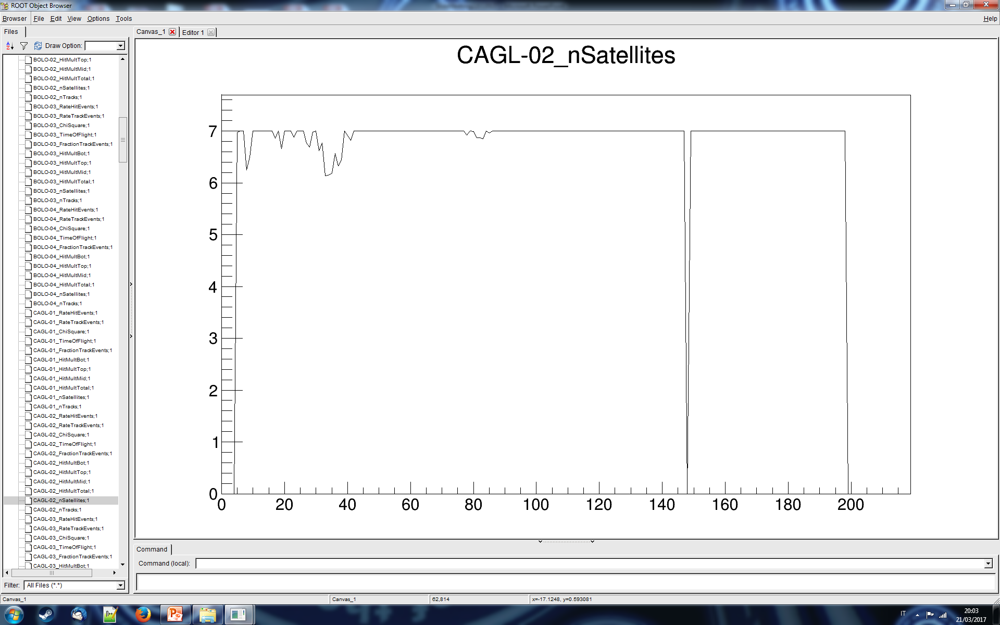 ROOT Object Browser
Browser File Edit View Options Tools Help
Files
Canvas_1 Editor 1
Draw Option:
BOLO-02_HitMultTop;1
BOLO-02_HitMultMid;1
BOLO-02_HitMultTotal;1
BOLO-02_nSatellites;1
BOLO-02_nTracks;1
BOLO-03_RateHitEvents;1
BOLO-03_RateTrackEvents;1
BOLO-03_ChiSquare;1
BOLO-03_TimeOfFlight;1
BOLO-03_FractionTrackEvents;1
BOLO-03_HitMultBot;1
BOLO-03_HitMultTop;1
BOLO-03_HitMultMid;1
BOLO-03_HitMultTotal;1
BOLO-03_nSatellites;1
BOLO-03_nTracks;1
BOLO-04_RateHitEvents;1
BOLO-04_RateTrackEvents;1
BOLO-04_ChiSquare;1
BOLO-04_TimeOfFlight;1
BOLO-04_FractionTrackEvents;1
BOLO-04_HitMultBot;1
BOLO-04_HitMultTop;1
BOLO-04_HitMultMid;1
BOLO-04_HitMultTotal;1
BOLO-04_nSatellites;1
BOLO-04_nTracks;1
CAGL-01_RateHitEvents;1
CAGL-01_RateTrackEvents;1
CAGL-01_ChiSquare;1
CAGL-01_TimeOfFlight;1
CAGL-01_FractionTrackEvents;1
CAGL-01_HitMultBot;1
CAGL-01_HitMultTop;1
CAGL-01_HitMultMid;1
CAGL-01_HitMultTotal;1
CAGL-01_nSatellites;1
CAGL-01_nTracks;1
CAGL-02_RateHitEvents;1
CAGL-02_RateTrackEvents;1
CAGL-02_ChiSquare;1
CAGL-02_TimeOfFlight;1
CAGL-02_FractionTrackEvents;1
CAGL-02_HitMultBot;1
CAGL-02_HitMultTop;1
CAGL-02_HitMultMid;1
CAGL-02_HitMultTotal;1
CAGL-02_nSatellites;1
CAGL-02_nTracks;1
CAGL-03_RateHitEvents;1
CAGL-03_RateTrackEvents;1
CAGL-03_ChiSquare;1
CAGL-03_TimeOfFlight;1
CAGL-03_FractionTrackEvents;1
CAGL-03_HitMultBot;1
Filter: All Files (*.*)
CAGL-02_nSatellites
7
6
5
4
3
2
1
0
0 20 40 60 80 100 120 140 160 180 200
Command
Command (local):
Canvas_1 Canvas_1 62,814 x=-17.1248, y=0.593081
IT
20:03
21/03/2017